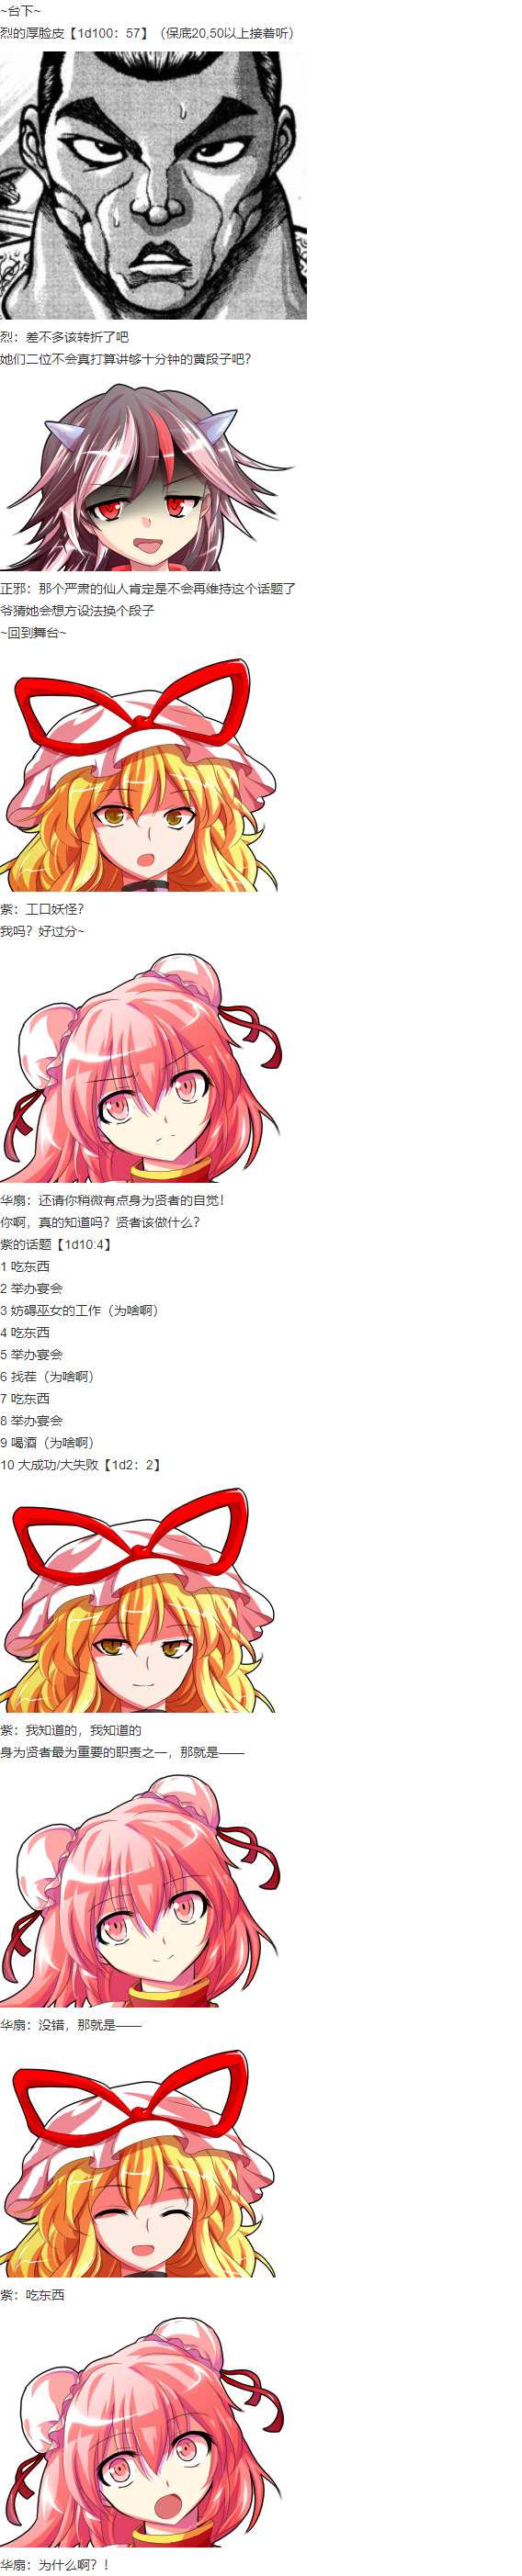 ~台下~
烈的厚脸皮【1d100：57】（保底20,50以上接着听）
烈：差不多该转折了吧
她们二位不会真打算讲够十分钟的黄段子吧？
正邪：那个严肃的仙人肯定是不会再维持这个话题了
爷猜她会想方设法换个段子
~回到舞台~
紫：工口妖怪？
我吗？好过分~
华扇：还请你稍微有点身为贤者的自觉！
你啊，真的知道吗？贤者该做什么？
紫的话题【1d10:4】
1 吃东西
2 举办宴会
3 妨碍巫女的工作（为啥啊）
4 吃东西
5 举办宴会
6 找茬（为啥啊）
7 吃东西
8 举办宴会
9 喝酒（为啥啊）
10 大成功/大失败【1d2：2】
紫：我知道的，我知道的
身为贤者最为重要的职责之一，那就是——
华扇：没错，那就是——
紫：吃东西
华扇：为什么啊？！